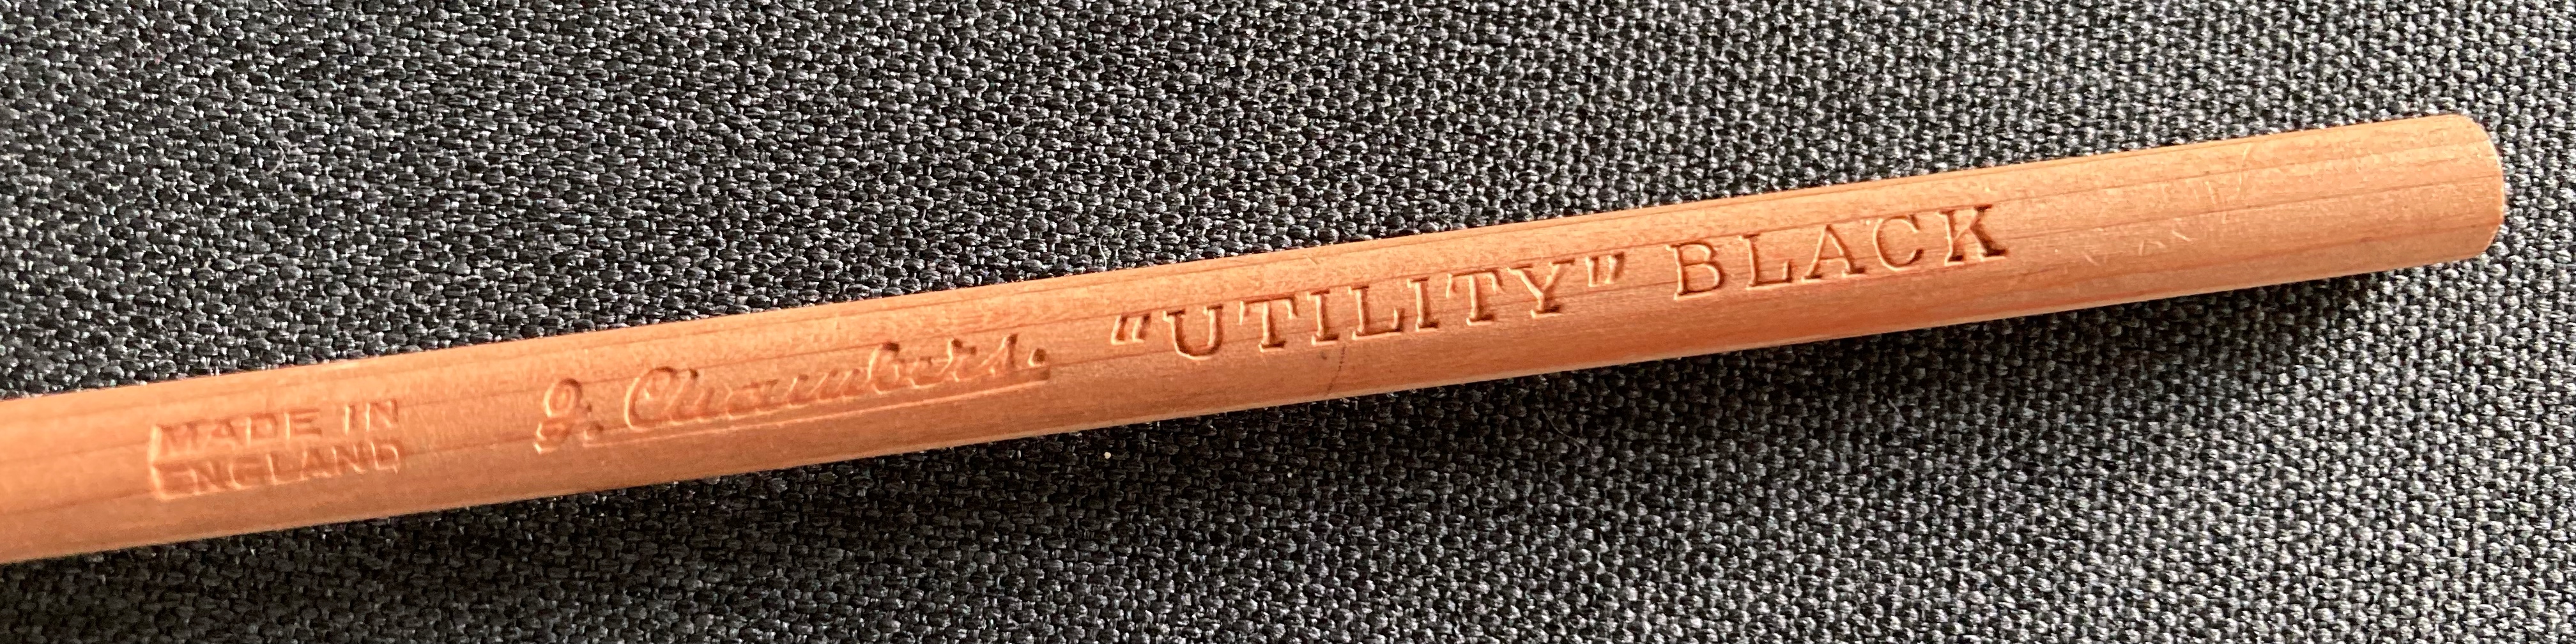 MADE IN
ENGLAND
J. Chambers. "UTILITY" BLACK